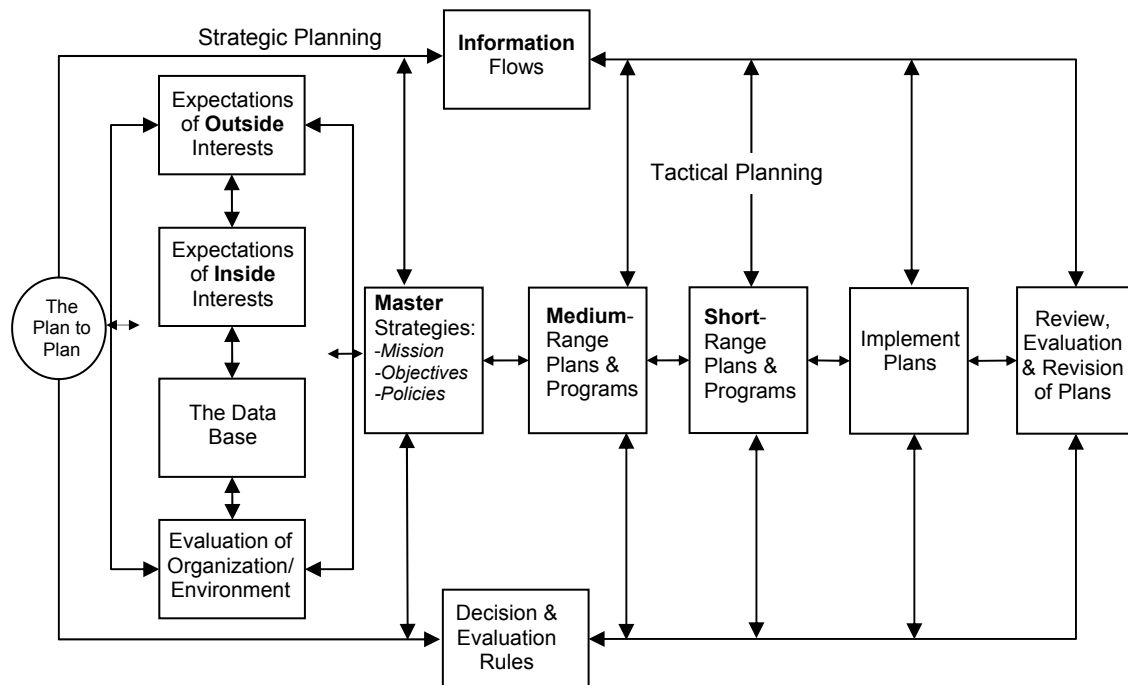 Strategic Planning
Information
Flows
Expectations
of Outside
Interests
Tactical Planning
Expectations
of Inside
Interests
The
Plan to
Plan
Master
Strategies:
-Mission
-Objectives
-Policies
Medium-
Range
Plans &
Programs
Short-
Range
Plans &
Programs
Implement
Plans
Review,
Evaluation
& Revision
of Plans
The Data
Base
Evaluation of
Organization/
Environment
Decision &
Evaluation
Rules